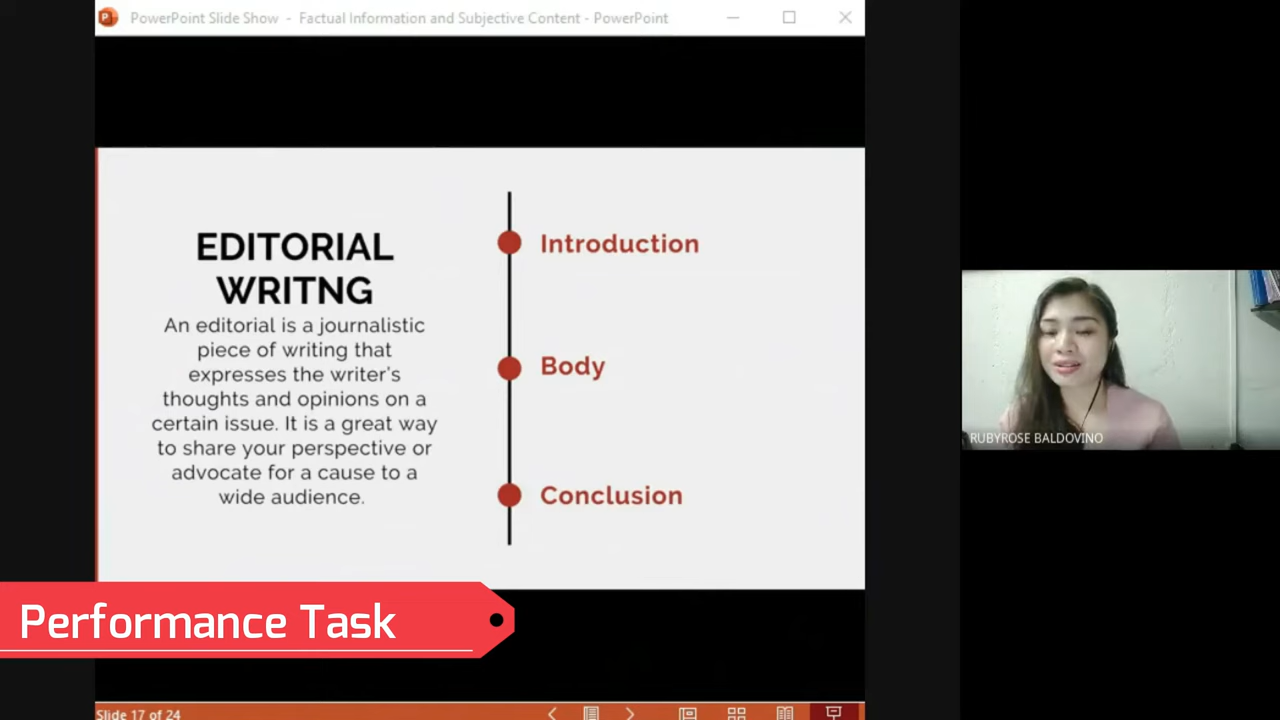 PowerPoint Slide Show - Factual Information and Subjective Content - PowerPoint
EDITORIAL
WRITNG
An editorial is a journalistic
piece of writing that
expresses the writer's
thoughts and opinions on a
certain issue. It is a great way
to share your perspective or
advocate for a cause to a
wide audience.
Introduction
Body
Conclusion
RUBYROSE BALDOVINO
Performance Task
Slide 17 of 24